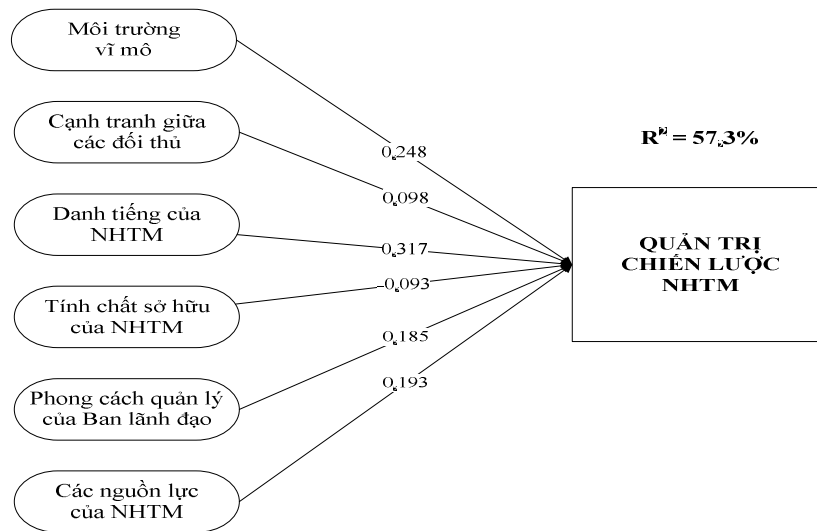 Môi trường
vĩ mô
Cạnh tranh giữa
các đối thủ
Danh tiếng của
NHTM
Tính chất sở hữu
của NHTM
Phong cách quản lý
của Ban lãnh đạo
Các nguồn lực
của NHTM
0,248
0,098
0,317
-0,093
0,185
0,193
R² = 57,3%
QUẢN TRỊ
CHIẾN LƯỢC
NHTM